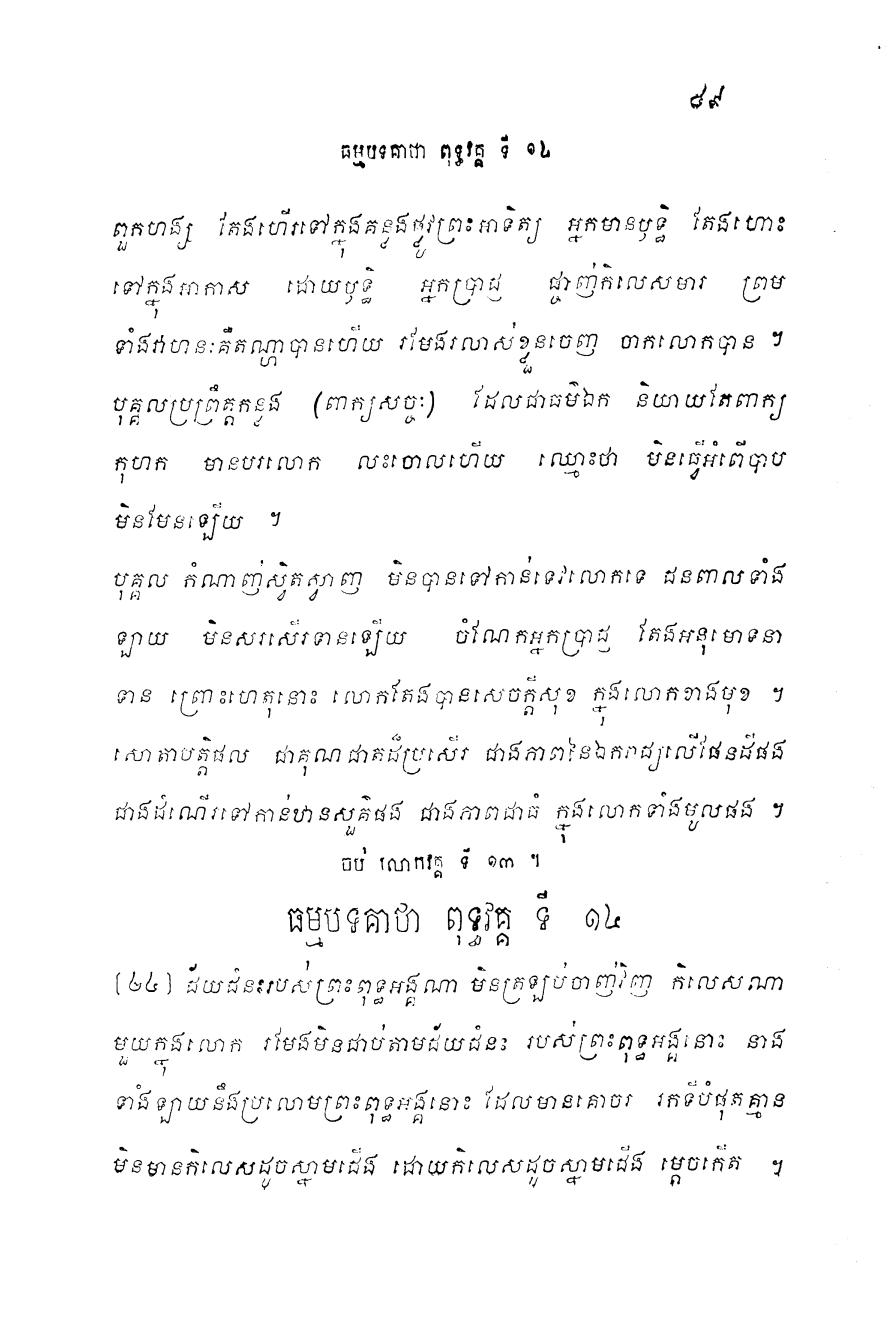 ៨៩
ធម្មបទគាថា ពុទ្ធវគ្គ ទី ១៤
ពួកហង្ស តែងហើរទៅក្នុងគន្លងផ្លូវព្រះអាទិត្យ អ្នកមានឫទ្ធិ តែងហោះ
ទៅក្នុងអាកាស ដោយឫទ្ធិ អ្នកប្រាជ្ញ ផ្ចាញ់កិលេសមារ ព្រម
ទាំងវាហនៈគឺតណ្ហាបានហើយ រមែងរលាស់ខ្លួនចេញ ចាកលោកបាន ។
បុគ្គលប្រព្រឹត្តកន្លង (ពាក្យសច្ចៈ) ដែលជាធម៌ឯក និយាយតែពាក្យ
កុហក មានបរលោក លះចោលហើយ ឈ្មោះថា មិនធ្វើអំពើបាប
មិនមែនឡើយ ។
បុគ្គល កំណាញ់ស្វិតស្វាញ មិនបានទៅកាន់ទេវលោកទេ ជនពាលទាំង
ឡាយ មិនសរសើរទានឡើយ ចំណែកអ្នកប្រាជ្ញ តែងអនុមោទនា
ទាន ព្រោះហេតុនោះ លោកតែងបានសេចក្តីសុខ ក្នុងលោកខាងមុខ ។
សោតាបត្តិផល ជាគុណជាតដ៏ប្រសើរ ជាងភាពនៃឯករាជ្យលើផែនដីផង
ជាងដំណើរទៅកាន់ឋានសួគ៌ផង ជាងភាពជាធំ ក្នុងលោកទាំងមូលផង ។
ចប់ លោកវគ្គ ទី ១៣ ។
ធម្មបទគាថា ពុទ្ធវគ្គ ទី ១៤
(២៤) ជ័យជំនះរបស់ព្រះពុទ្ធអង្គណា មិនត្រឡប់ចាញ់វិញ កិលេសណា
មួយក្នុងលោក រមែងមិនជាប់តាមជ័យជំនះ របស់ព្រះពុទ្ធអង្គនោះ នាង
ទាំងឡាយនឹងប្រលោមព្រះពុទ្ធអង្គនោះ ដែលមានគោចរ រកទីបំផុតគ្មាន
មិនមានកិលេសដូចស្នាមជើង ដោយកិលេសដូចស្នាមជើង ម្តេចកើត ។